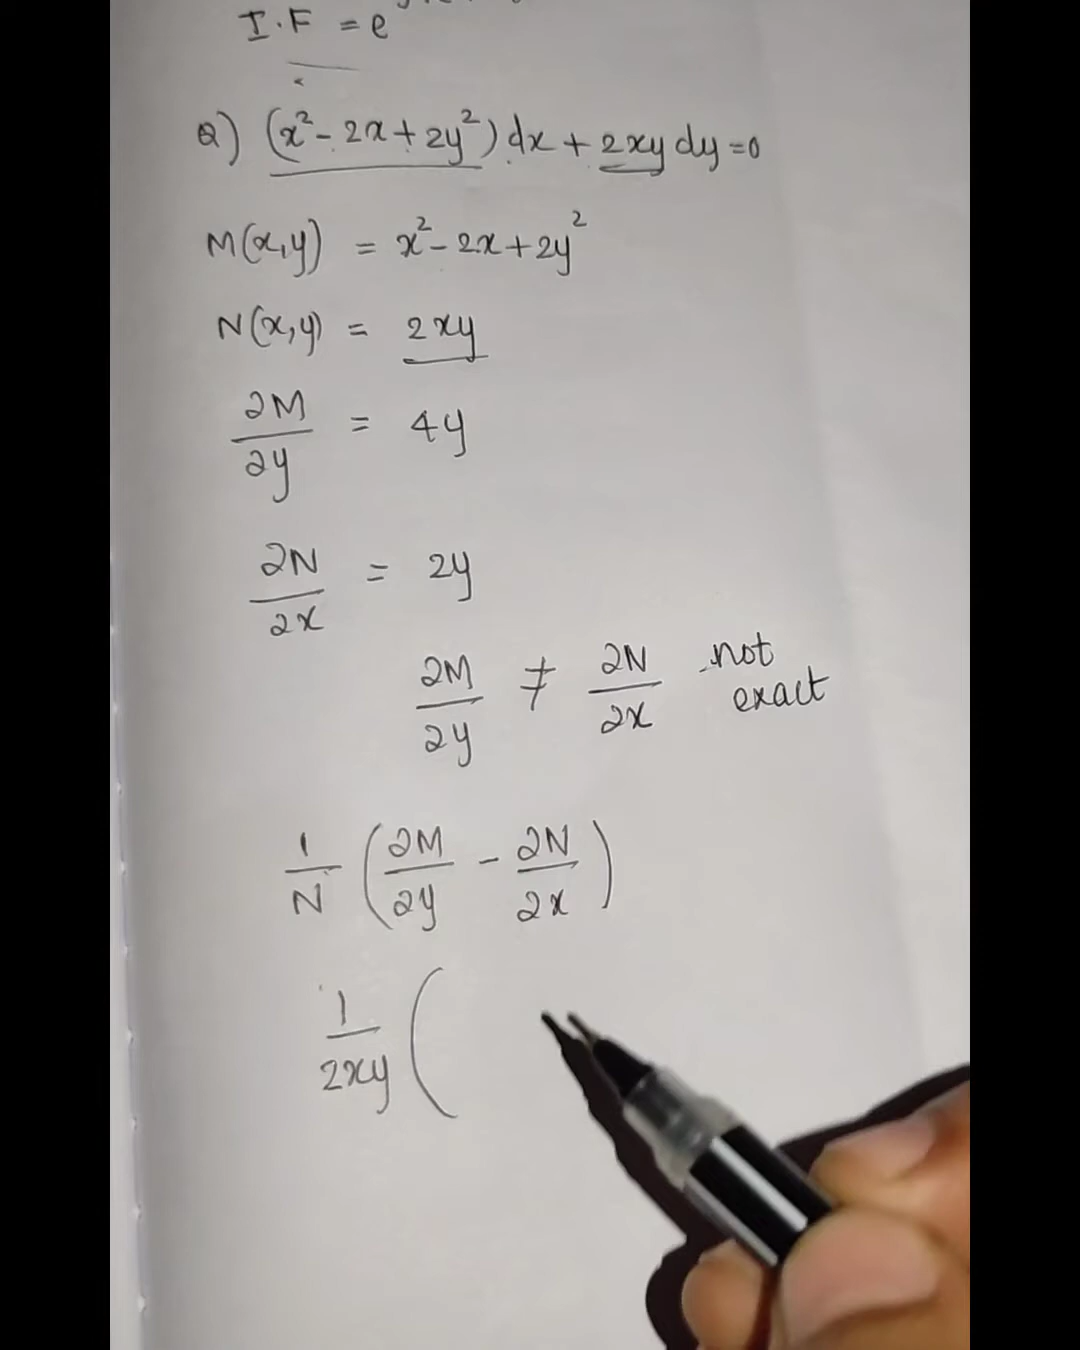 I.F = e
Q) (x² - 2x + 2y²) dx + 2xy dy = 0
M(x,y) = x² - 2x + 2y²
N(x,y) = 2xy
∂M/∂y = 4y
∂N/∂x = 2y
∂M/∂y ≠ ∂N/∂x not exact
1/N (∂M/∂y - ∂N/∂x)
1/2xy (